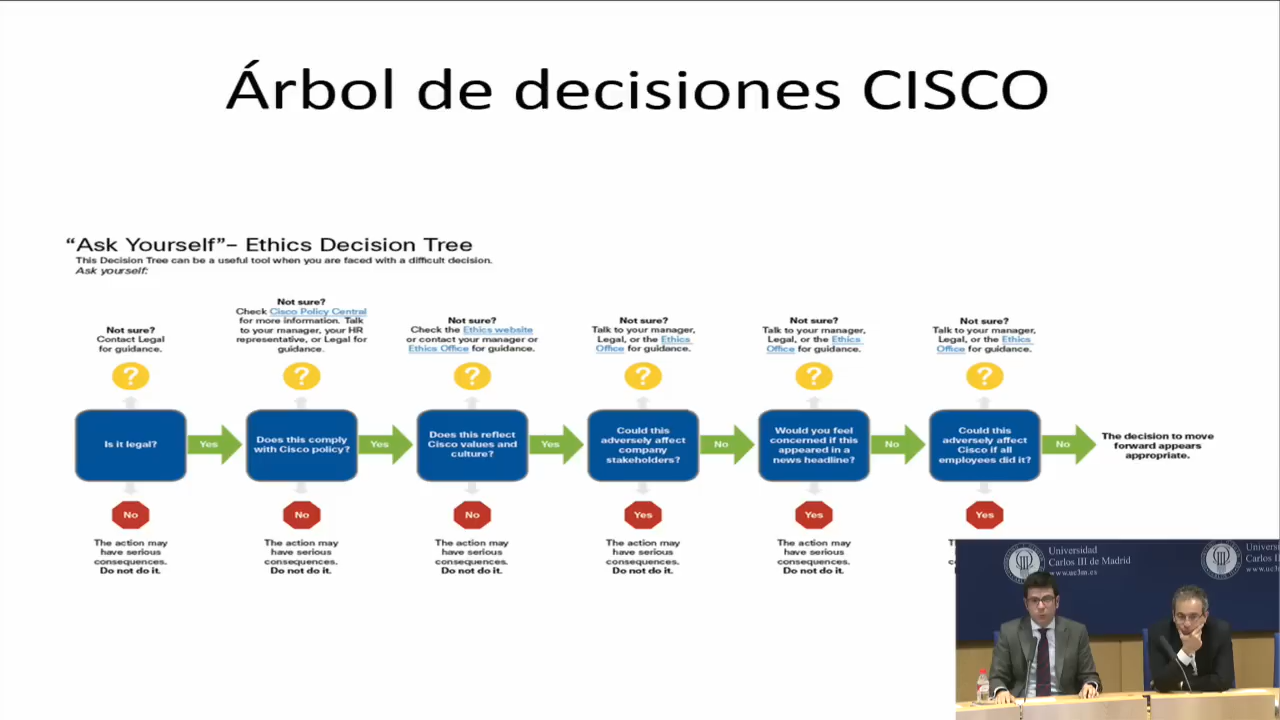 Árbol de decisiones CISCO
“Ask Yourself”– Ethics Decision Tree
This Decision Tree can be a useful tool when you are faced with a difficult decision.
Ask yourself:
Not sure?
Contact Legal
for guidance.
Not sure?
Check Cisco Policy Central
for more information. Talk
to your manager, your HR
representative, or Legal for
guidance.
Not sure?
Check the Ethics website
or contact your manager or
Ethics Office for guidance.
Not sure?
Talk to your manager,
Legal, or the Ethics
Office for guidance.
Not sure?
Talk to your manager,
Legal, or the Ethics
Office for guidance.
Not sure?
Talk to your manager,
Legal, or the Ethics
Office for guidance.
?
?
?
?
?
?
Is it legal?
Yes
Does this comply
with Cisco policy?
Yes
Does this reflect
Cisco values and
culture?
Yes
Could this
adversely affect
company
stakeholders?
No
Would you feel
concerned if this
appeared in a
news headline?
No
Could this
adversely affect
Cisco if all
employees did it?
No
The decision to move
forward appears
appropriate.
No
No
No
Yes
Yes
Yes
The action may
have serious
consequences.
Do not do it.
The action may
have serious
consequences.
Do not do it.
The action may
have serious
consequences.
Do not do it.
The action may
have serious
consequences.
Do not do it.
The action may
have serious
consequences.
Do not do it.
Universidad
Carlos III de Madrid
www.uc3m.es
Universidad
Carlos II
www.u